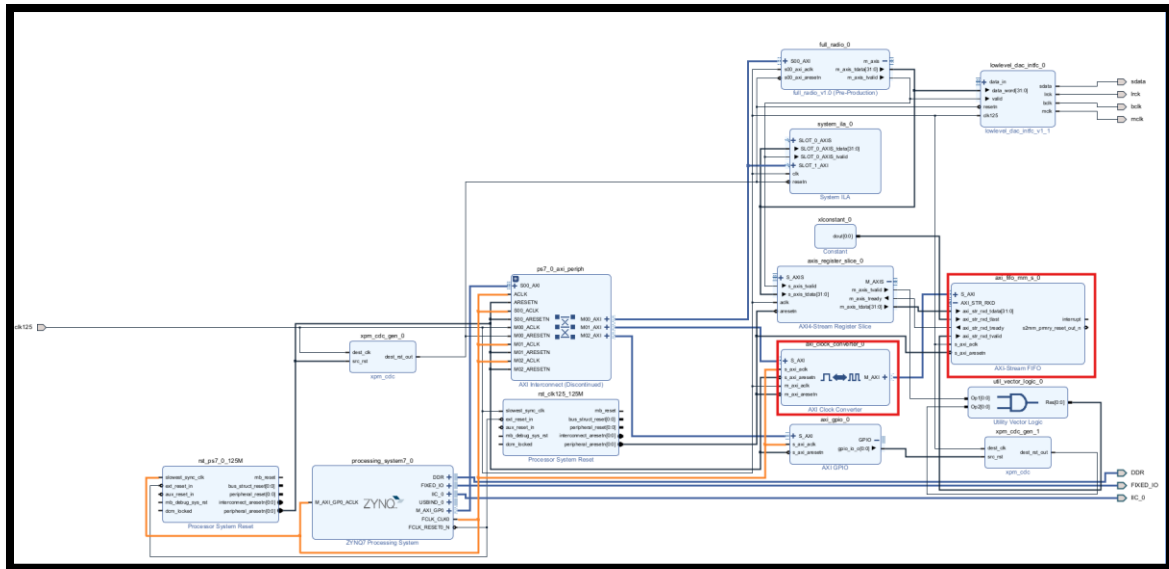 full_radio_0
S00_AXI
s00_axi_aclk
s00_axi_aresetn
m_axis
m_axis_tdata[31:0]
m_axis_tvalid
full_radio_v1.0 (Pre-Production)
lowlevel_dac_intfc_0
data_in
data_word[31:0]
valid
resetn
clk125
sdata
lrck
bclk
mclk
lowlevel_dac_intfc_v1_1
sdata
lrck
bclk
mclk
system_ila_0
SLOT_0_AXIS
SLOT_0_AXIS_tdata[31:0]
SLOT_0_AXIS_tvalid
SLOT_1_AXI
clk
resetn
System ILA
xlconstant_0
dout[0:0]
Constant
axis_register_slice_0
S_AXIS
s_axis_tvalid
s_axis_tdata[31:0]
aclk
aresetn
M_AXIS
m_axis_tvalid
m_axis_tready
m_axis_tdata[31:0]
AXI4-Stream Register Slice
axi_fifo_mm_s_0
S_AXI
AXI_STR_RXD
axi_str_rxd_tdata[31:0]
axi_str_rxd_tlast
axi_str_rxd_tready
axi_str_rxd_tvalid
s_axi_aclk
s_axi_aresetn
interrupt
s2mm_prmry_reset_out_n
AXI-Stream FIFO
ps7_0_axi_periph
S00_AXI
ACLK
ARESETN
S00_ACLK
S00_ARESETN
M00_ACLK
M00_ARESETN
M01_ACLK
M01_ARESETN
M02_ACLK
M02_ARESETN
M00_AXI
M01_AXI
M02_AXI
AXI Interconnect (Discontinued)
clk125
xpm_cdc_gen_0
dest_clk
src_rst
dest_rst_out
xpm_cdc
axi_clock_converter_0
S_AXI
s_axi_aclk
s_axi_aresetn
m_axi_aclk
m_axi_aresetn
M_AXI
AXI Clock Converter
rst_clk125_125M
slowest_sync_clk
ext_reset_in
aux_reset_in
mb_debug_sys_rst
dcm_locked
mb_reset
bus_struct_reset[0:0]
peripheral_reset[0:0]
interconnect_aresetn[0:0]
peripheral_aresetn[0:0]
Processor System Reset
util_vector_logic_0
Op1[0:0]
Op2[0:0]
Res[0:0]
Utility Vector Logic
axi_gpio_0
S_AXI
s_axi_aclk
s_axi_aresetn
GPIO
gpio_io_o[0:0]
AXI GPIO
xpm_cdc_gen_1
dest_clk
src_rst
dest_rst_out
xpm_cdc
rst_ps7_0_125M
slowest_sync_clk
ext_reset_in
aux_reset_in
mb_debug_sys_rst
dcm_locked
mb_reset
bus_struct_reset[0:0]
peripheral_reset[0:0]
interconnect_aresetn[0:0]
peripheral_aresetn[0:0]
Processor System Reset
processing_system7_0
M_AXI_GP0_ACLK
ZYNQ
DDR
FIXED_IO
IIC_0
USBIND_0
M_AXI_GP0
FCLK_CLK0
FCLK_RESET0_N
ZYNQ7 Processing System
DDR
FIXED_IO
IIC_0